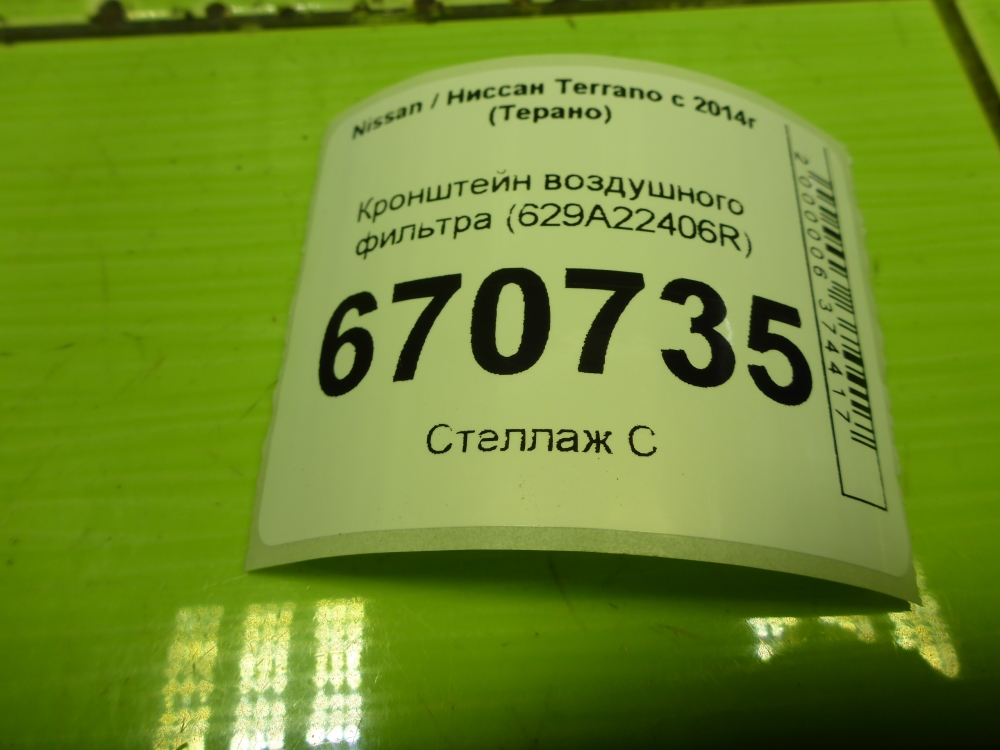 Nissan / Ниссан Terrano с 2014г
(Терано)
Кронштейн воздушного
фильтра (629A22406R)
670735
Стеллаж С
2000006374417